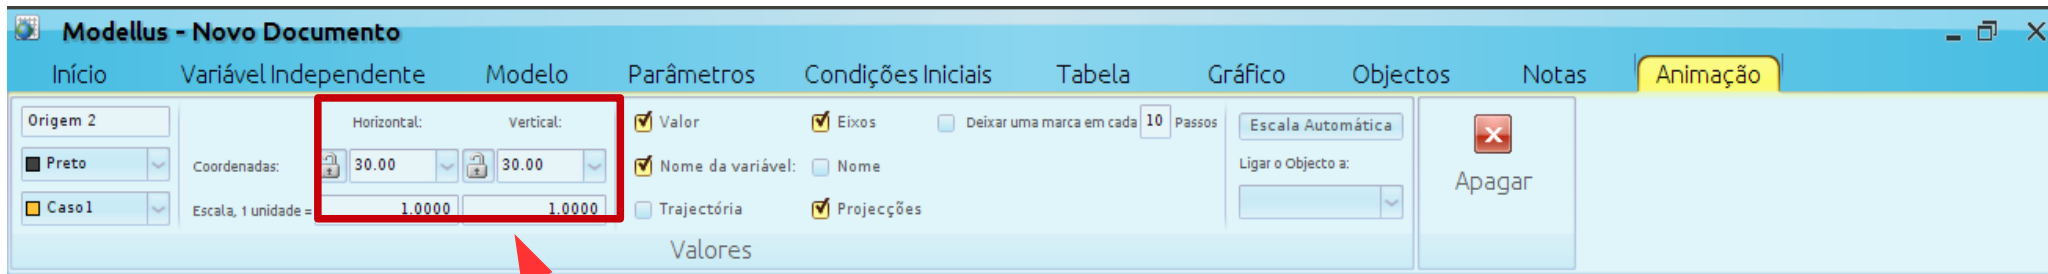 Modellus - Novo Documento
Início Variável Independente Modelo Parâmetros Condições Iniciais Tabela Gráfico Objectos Notas Animação
Origem 2 Horizontal: Vertical: Valor Eixos Deixar uma marca em cada 10 Passos Escala Automática
Preto Coordenadas: 30.00 30.00 Nome da variável: Nome Ligar o Objecto a:
Apagar
Caso1 Escala, 1 unidade = 1.0000 1.0000 Trajectória Projecções
Valores